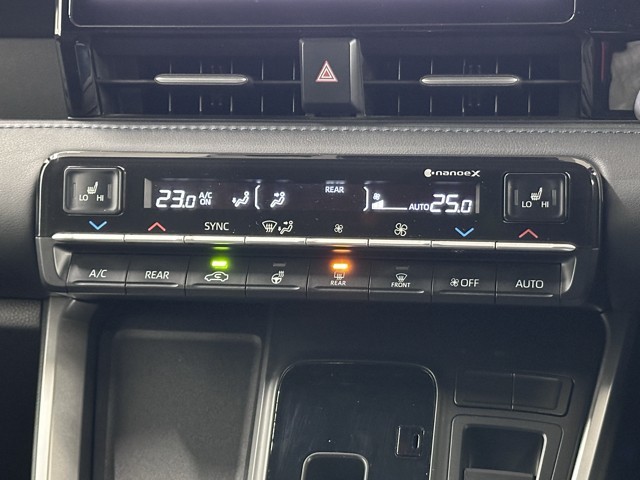 nanoeX
LO HI
23.0 A/C ON
REAR
AUTO 25.0
LO HI
SYNC
A/C
REAR
REAR
FRONT
OFF
AUTO